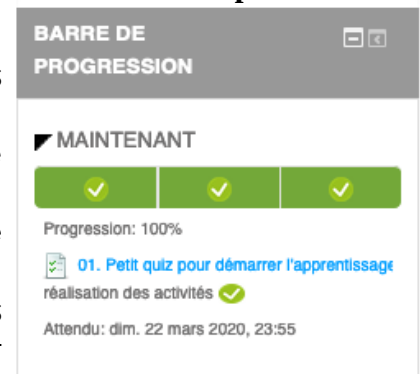 BARRE DE
PROGRESSION
MAINTENANT
Progression: 100%
01. Petit quiz pour démarrer l'apprentissage
réalisation des activités
Attendu: dim. 22 mars 2020, 23:55